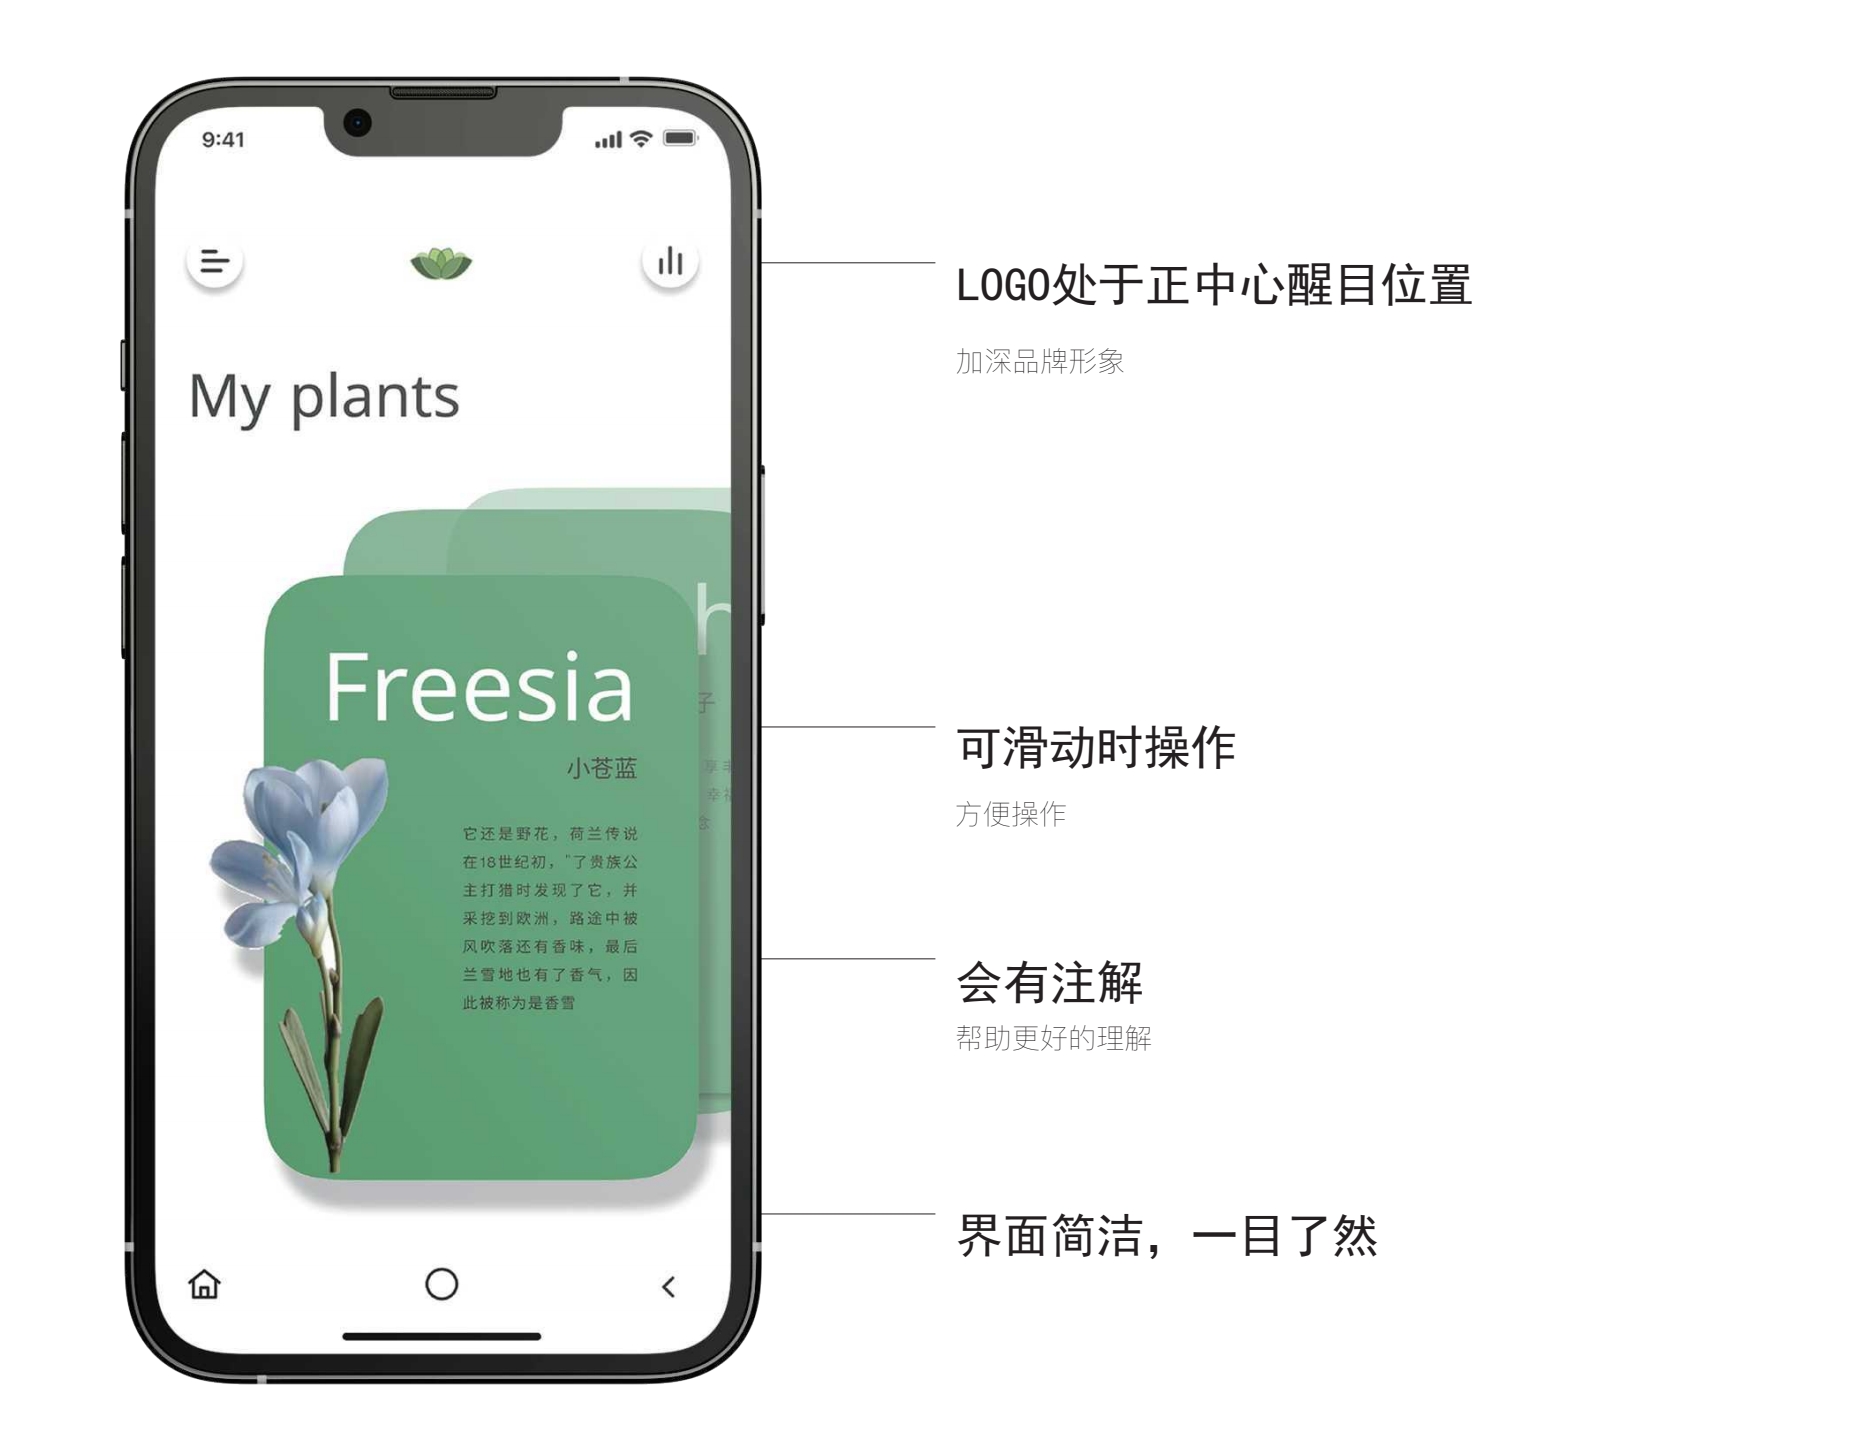 9:41
My plants
h
Freesia
小苍蓝
子
享丰
幸福
念
它还是野花，荷兰传说
在18世纪初，"了贵族公
主打猎时发现了它，并
采挖到欧洲，路途中被
风吹落还有香味，最后
兰雪地也有了香气，因
此被称为是香雪
LOGO处于正中心醒目位置
加深品牌形象
可滑动时操作
方便操作
会有注解
帮助更好的理解
界面简洁，一目了然